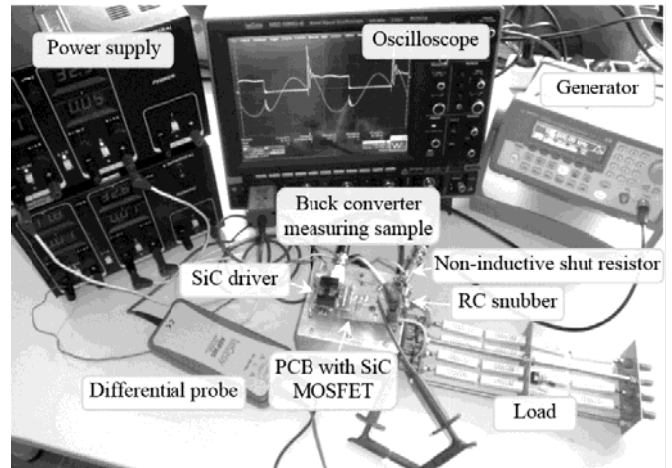 Power supply
Oscilloscope
Generator
Buck converter
measuring sample
SiC driver
Non-inductive shut resistor
RC snubber
PCB with SiC
MOSFET
Differential probe
Load